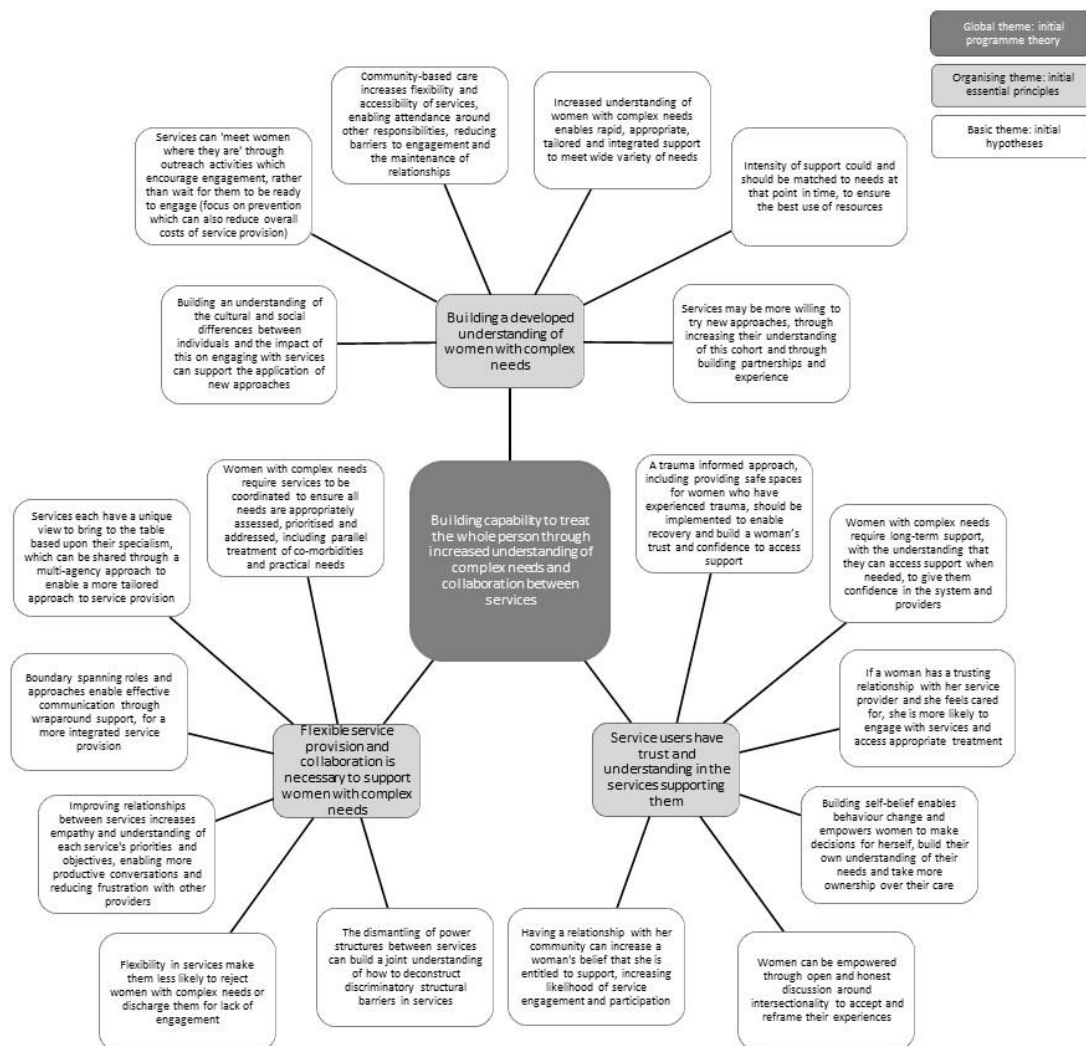 Global theme: initial
programme theory
Organising theme: initial
essential principles
Basic theme: initial
hypotheses
Community-based care
increases flexibility and
accessibility of services,
enabling attendance around
other responsibilities, reducing
barriers to engagement and
the maintenance of
relationships
Increased understanding of
women with complex needs
enables rapid, appropriate,
tailored and integrated support
to meet wide variety of needs
Services can 'meet women
where they are' through
outreach activities which
encourage engagement, rather
than wait for them to be ready
to engage (focus on prevention
which can also reduce overall
costs of service provision)
Intensity of support could and
should be matched to needs at
that point in time, to ensure
the best use of resources
Building an understanding of
the cultural and social
differences between
individuals and the impact of
this on engaging with services
can support the application of
new approaches
Building a developed
understanding of
women with complex
needs
Services may be more willing to
try new approaches, through
increasing their understanding
of this cohort and through
building partnerships and
experience
Women with complex needs
require services to be
coordinated to ensure all
needs are appropriately
assessed, prioritised and
addressed, including parallel
treatment of co-morbidities
and practical needs
A trauma informed approach,
including providing safe spaces
for women who have
experienced trauma, should be
implemented to enable
recovery and build a woman's
trust and confidence to access
support
Services each have a unique
view to bring to the table
based upon their specialism,
which can be shared through a
multi-agency approach to
enable a more tailored
approach to service provision
Building capability to treat
the whole person through
increased understanding of
complex needs and
collaboration between
services
Women with complex needs
require long-term support,
with the understanding that
they can access support when
needed, to give them
confidence in the system and
providers
Boundary spanning roles and
approaches enable effective
communication through
wraparound support, for a
more integrated service
provision
If a woman has a trusting
relationship with her service
provider and she feels cared
for, she is more likely to
engage with services and
access appropriate treatment
Flexible service
provision and
collaboration is
necessary to support
women with complex
needs
Service users have
trust and
understanding in the
services supporting
them
Improving relationships
between services increases
empathy and understanding of
each service's priorities and
objectives, enabling more
productive conversations and
reducing frustration with other
providers
Building self-belief enables
behaviour change and
empowers women to make
decisions for herself, build their
own understanding of their
needs and take more
ownership over their care
Flexibility in services make
them less likely to reject
women with complex needs or
discharge them for lack of
engagement
The dismantling of power
structures between services
can build a joint understanding
of how to deconstruct
discriminatory structural
barriers in services
Having a relationship with her
community can increase a
woman's belief that she is
entitled to support, increasing
likelihood of service
engagement and participation
Women can be empowered
through open and honest
discussion around
intersectionality to accept and
reframe their experiences